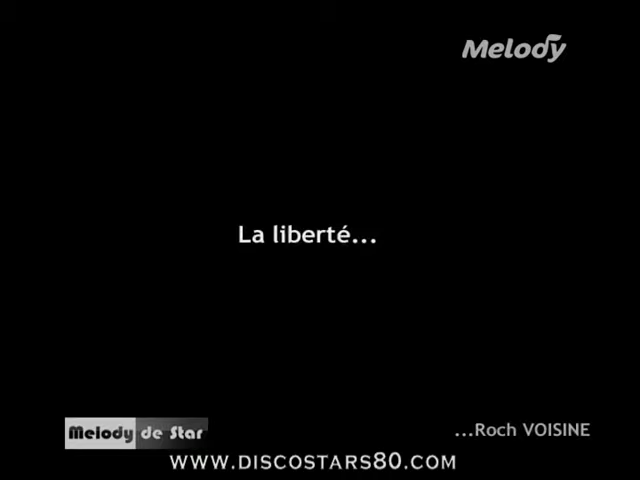 Melody
La liberté...
Melody de Star
...Roch VOISINE
WWW.DISCOSTARS80.COM